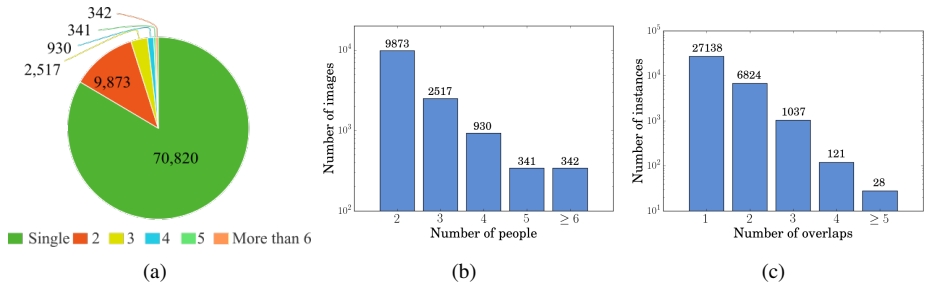 342
341
930
2,517
9,873
70,820
Single 2 3 4 5 More than 6
(a)
Number of images
10^4
10^3
10^2
9873
2517
930
341
342
2 3 4 5 ≥ 6
Number of people
(b)
Number of instances
10^5
10^4
10^3
10^2
10^1
27138
6824
1037
121
28
1 2 3 4 ≥ 5
Number of overlaps
(c)